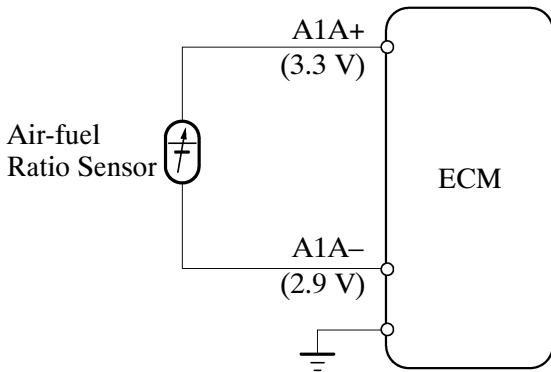 A1A+
(3.3 V)
Air-fuel
Ratio Sensor
ECM
A1A–
(2.9 V)